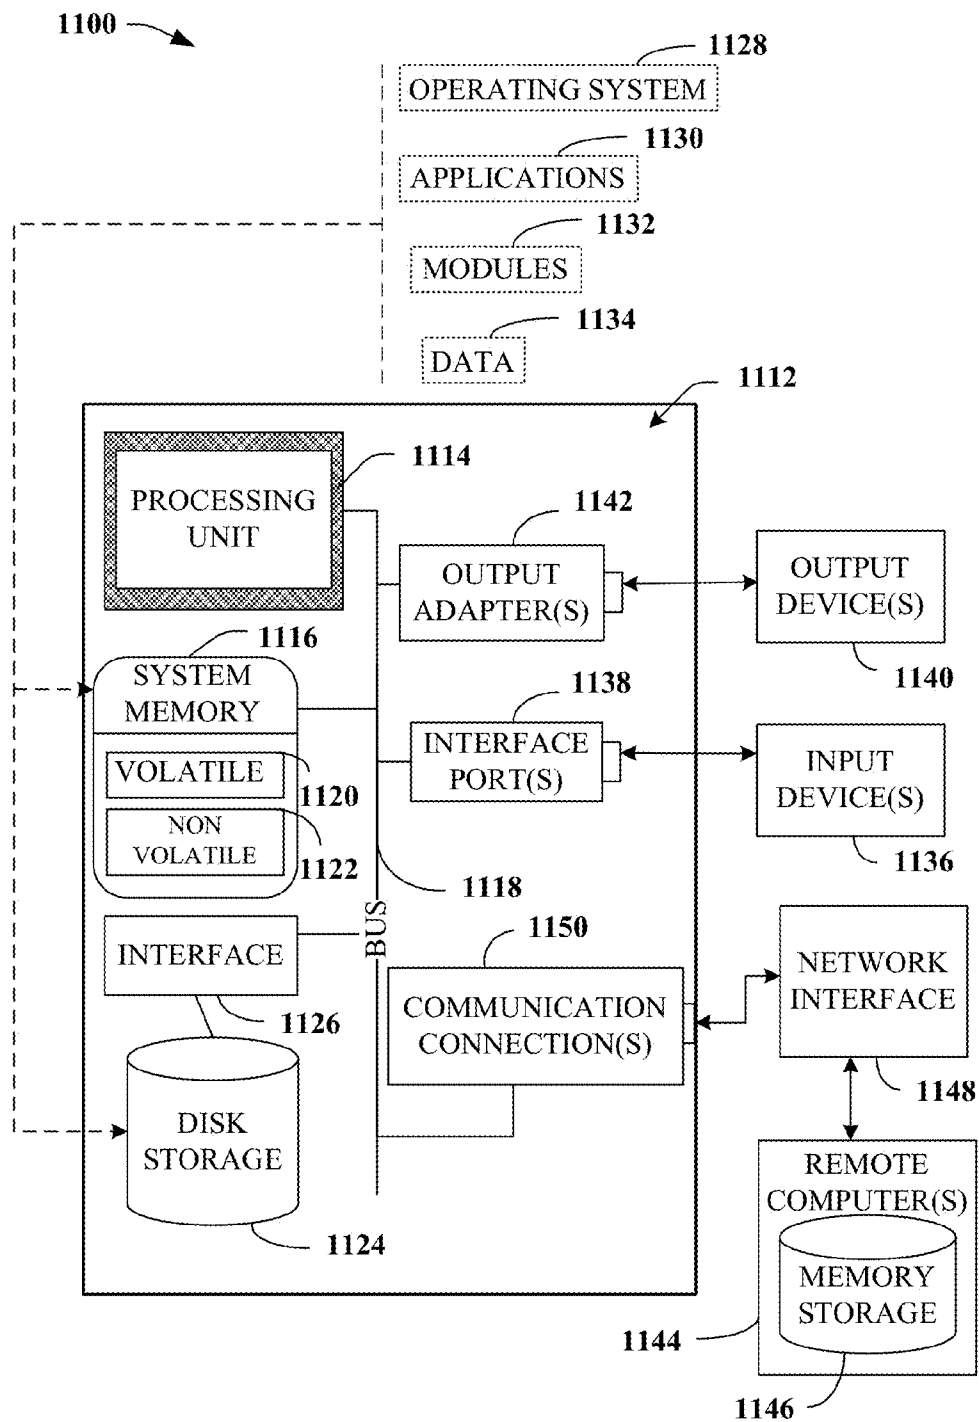 1100
1128
OPERATING SYSTEM
1130
APPLICATIONS
1132
MODULES
1134
DATA
1112
1114
PROCESSING
UNIT
1142
OUTPUT
ADAPTER(S)
OUTPUT
DEVICE(S)
1140
1116
SYSTEM
MEMORY
1138
INTERFACE
PORT(S)
INPUT
DEVICE(S)
1136
VOLATILE
1120
NON
VOLATILE
1122
1118
BUS
1150
INTERFACE
1126
COMMUNICATION
CONNECTION(S)
NETWORK
INTERFACE
1148
DISK
STORAGE
1124
REMOTE
COMPUTER(S)
MEMORY
STORAGE
1144
1146